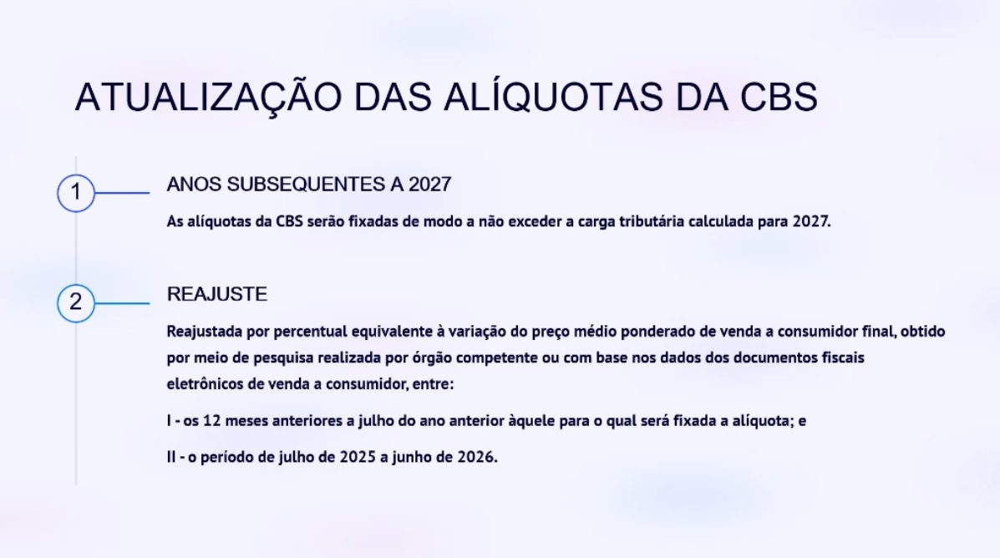 ATUALIZAÇÃO DAS ALÍQUOTAS DA CBS
1
ANOS SUBSEQUENTES A 2027
As alíquotas da CBS serão fixadas de modo a não exceder a carga tributária calculada para 2027.
2
REAJUSTE
Reajustada por percentual equivalente à variação do preço médio ponderado de venda a consumidor final, obtido
por meio de pesquisa realizada por órgão competente ou com base nos dados dos documentos fiscais
eletrônicos de venda a consumidor, entre:
I - os 12 meses anteriores a julho do ano anterior àquele para o qual será fixada a alíquota; e
II - o período de julho de 2025 a junho de 2026.